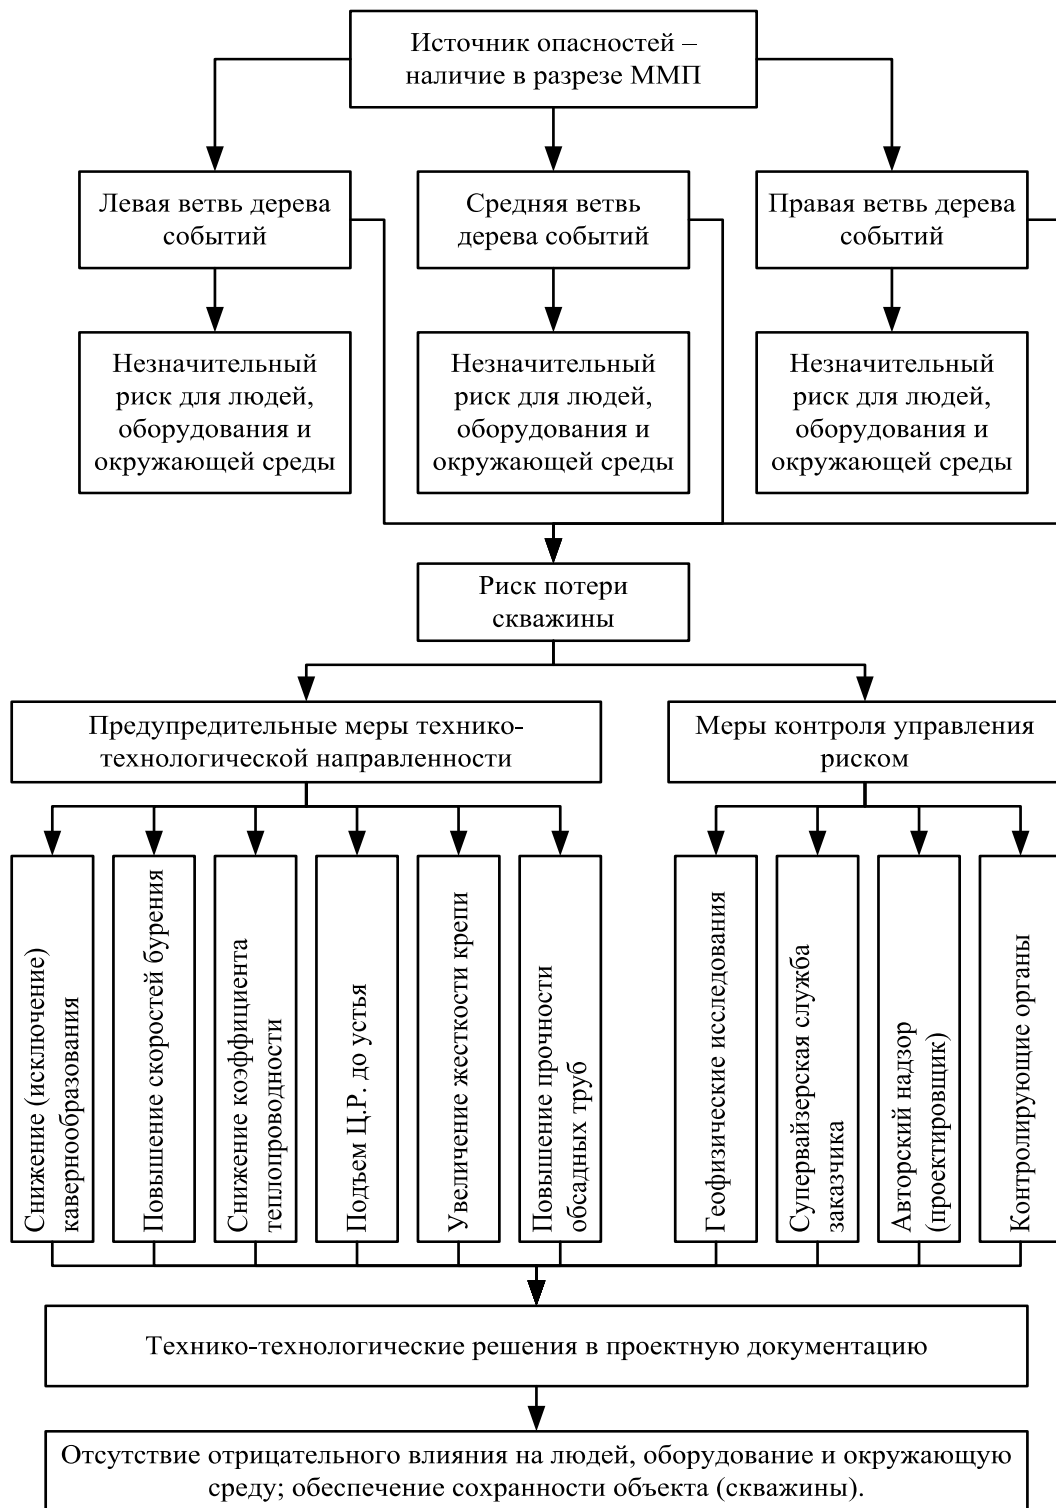 Источник опасностей –
наличие в разрезе ММП
Левая ветвь дерева
событий
Средняя ветвь
дерева событий
Правая ветвь дерева
событий
Незначительный
риск для людей,
оборудования и
окружающей среды
Незначительный
риск для людей,
оборудования и
окружающей среды
Незначительный
риск для людей,
оборудования и
окружающей среды
Риск потери
скважины
Предупредительные меры технико-
технологической направленности
Меры контроля управления
риском
Снижение (исключение)
кавернообразования
Повышение скоростей бурения
Снижение коэффициента
теплопроводности
Подъем Ц.Р. до устья
Увеличение жесткости крепи
Повышение прочности
обсадных труб
Геофизические исследования
Супервайзерская служба
заказчика
Авторский надзор
(проектировщик)
Контролирующие органы
Технико-технологические решения в проектную документацию
Отсутствие отрицательного влияния на людей, оборудование и окружающую
среду; обеспечение сохранности объекта (скважины).